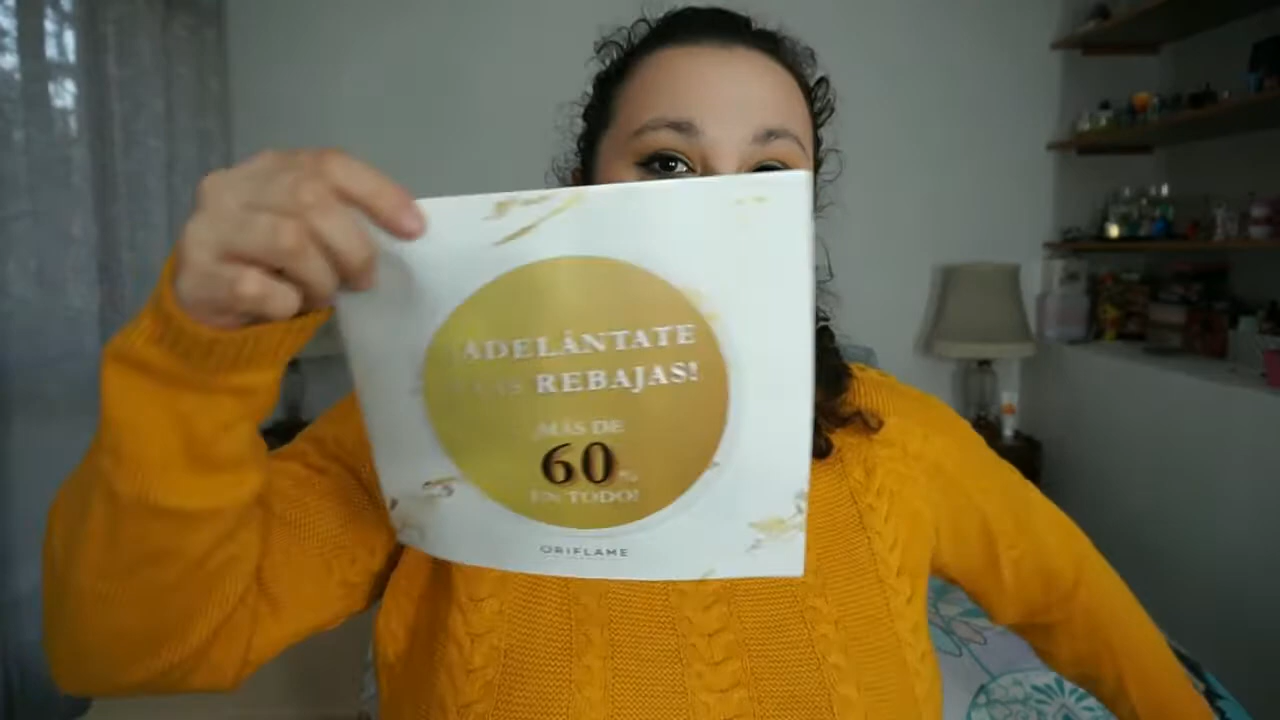 ¡ADELÁNTATE
REBAJAS!
¡MÁS DE
60%
EN TODO!
ORIFLAME